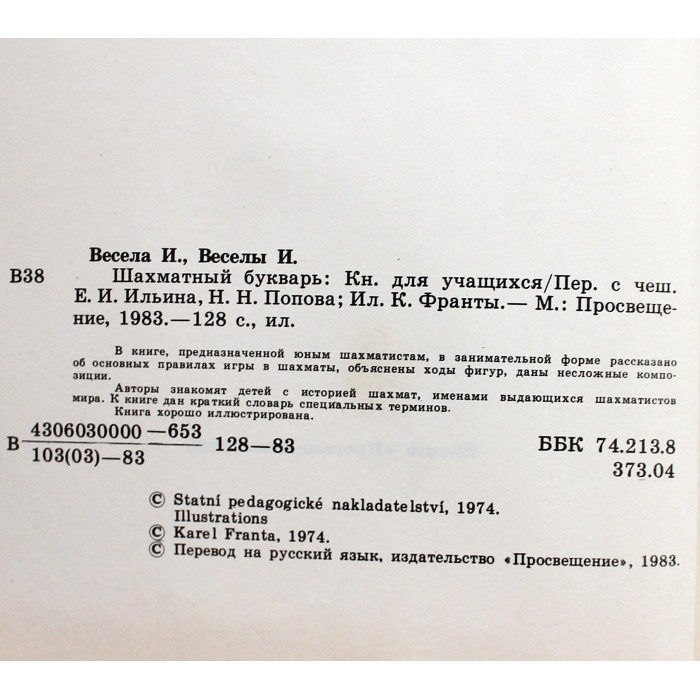 Весела И., Веселы И.
В38 Шахматный букварь: Кн. для учащихся/Пер. с чеш.
Е. И. Ильина, Н. Н. Попова; Ил. К. Франты.— М.: Просвеще-
ние, 1983.—128 с., ил.
В книге, предназначенной юным шахматистам, в занимательной форме рассказано
об основных правилах игры в шахматы, объяснены ходы фигур, даны несложные компо-
зиции.
Авторы знакомят детей с историей шахмат, именами выдающихся шахматистов
мира. К книге дан краткий словарь специальных терминов.
Книга хорошо иллюстрирована.
4306030000—653
В 128—83 ББК 74.213.8
103(03)—83 373.04
© Statní pedagogické nakladatelství, 1974.
Illustrations
© Karel Franta, 1974.
© Перевод на русский язык, издательство «Просвещение», 1983.